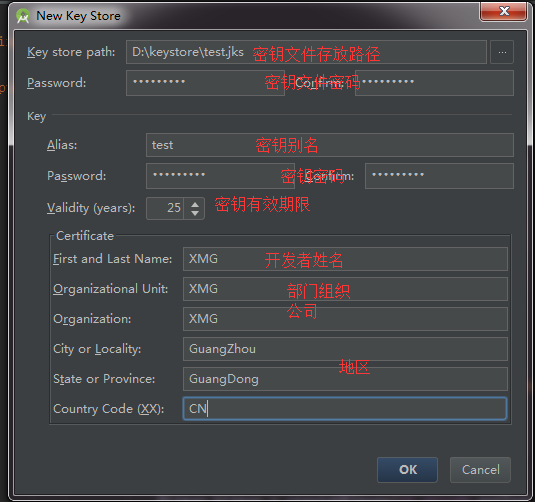 New Key Store
Key store path: D:\keystore\test.jks 密钥文件存放路径 ...
Password: ••••••••• 密钥文件密码 Confirm: •••••••••
Key
Alias: test 密钥别名
Password: ••••••••• 密钥密码 Confirm: •••••••••
Validity (years): 25 密钥有效期限
Certificate
First and Last Name: XMG 开发者姓名
Organizational Unit: XMG 部门组织
公司
Organization: XMG
City or Locality: GuangZhou
地区
State or Province: GuangDong
Country Code (XX): CN
OK Cancel